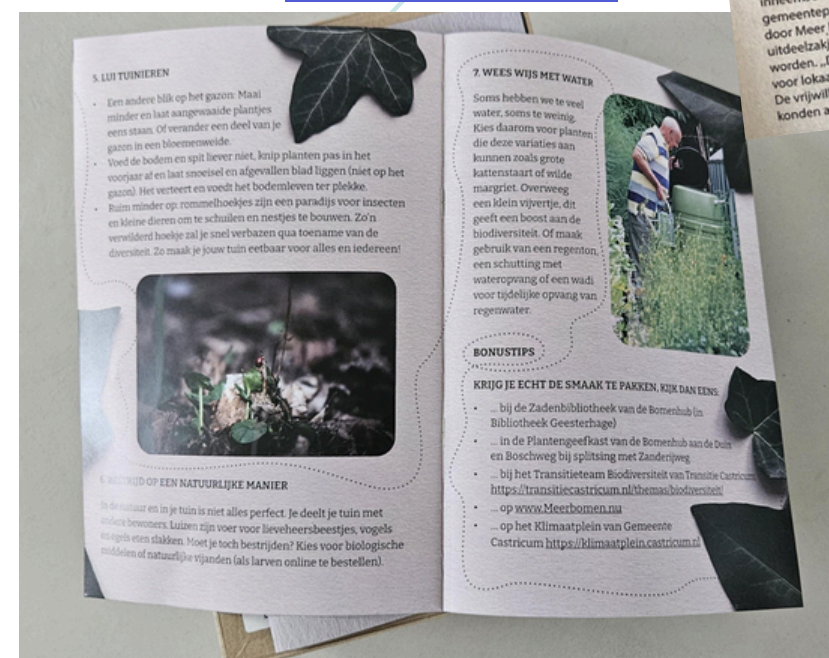 5. LUI TUINIEREN
• Een andere blik op het gazon: Maai
minder en laat aangewaaide plantjes
eens staan. Of verander een deel van je
gazon in een bloemenweide.
• Voed de bodem en spit liever niet, knip planten pas in het
voorjaar af en laat snoeisel en afgevallen blad liggen (niet op het
gazon). Het verteert en voedt het bodemleven ter plekke.
• Ruim minder op: rommelhoekjes zijn een paradijs voor insecten
en kleine dieren om te schuilen en nestjes te bouwen. Zo'n
verwilderd hoekje zal je snel verbazen qua toename van de
diversiteit. Zo maak je jouw tuin eetbaar voor alles en iedereen!
6. BESTRIJD OP EEN NATUURLIJKE MANIER
In de natuur en in je tuin is niet alles perfect. Je deelt je tuin met
andere bewoners. Luizen zijn voer voor lieveheersbeestjes, vogels
en egels eten slakken. Moet je toch bestrijden? Kies voor biologische
middelen of natuurlijke vijanden (als larven online te bestellen).
7. WEES WIJS MET WATER
Soms hebben we te veel
water, soms te weinig.
Kies daarom voor planten
die deze variaties aan
kunnen zoals grote
kattenstaart of wilde
margriet. Overweeg
een klein vijvertje, dit
geeft een boost aan de
biodiversiteit. Of maak
gebruik van een regenton,
een schutting met
wateropvang of een wadi
voor tijdelijke opvang van
regenwater.
BONUSTIPS
KRIJG JE ECHT DE SMAAK TE PAKKEN, KIJK DAN EENS:
• ... bij de Zadenbibliotheek van de Bomenhub (in
Bibliotheek Geesterhage)
• ... in de Plantengeefkast van de Bomenhub aan de Duin
en Boschweg bij splitsing met Zanderijweg.
• ... bij het Transitieteam Biodiversiteit van Transitie Castricum
https://transitiecastricum.nl/themas/biodiversiteit/
• ... op www.Meerbomen.nu
• ... op het Klimaatplein van Gemeente
Castricum https://klimaatplein.castricum.nl
gemeentep
door Meer
uitdeelzak
worden. „D
voor lokaa
De vrijwill
konden a